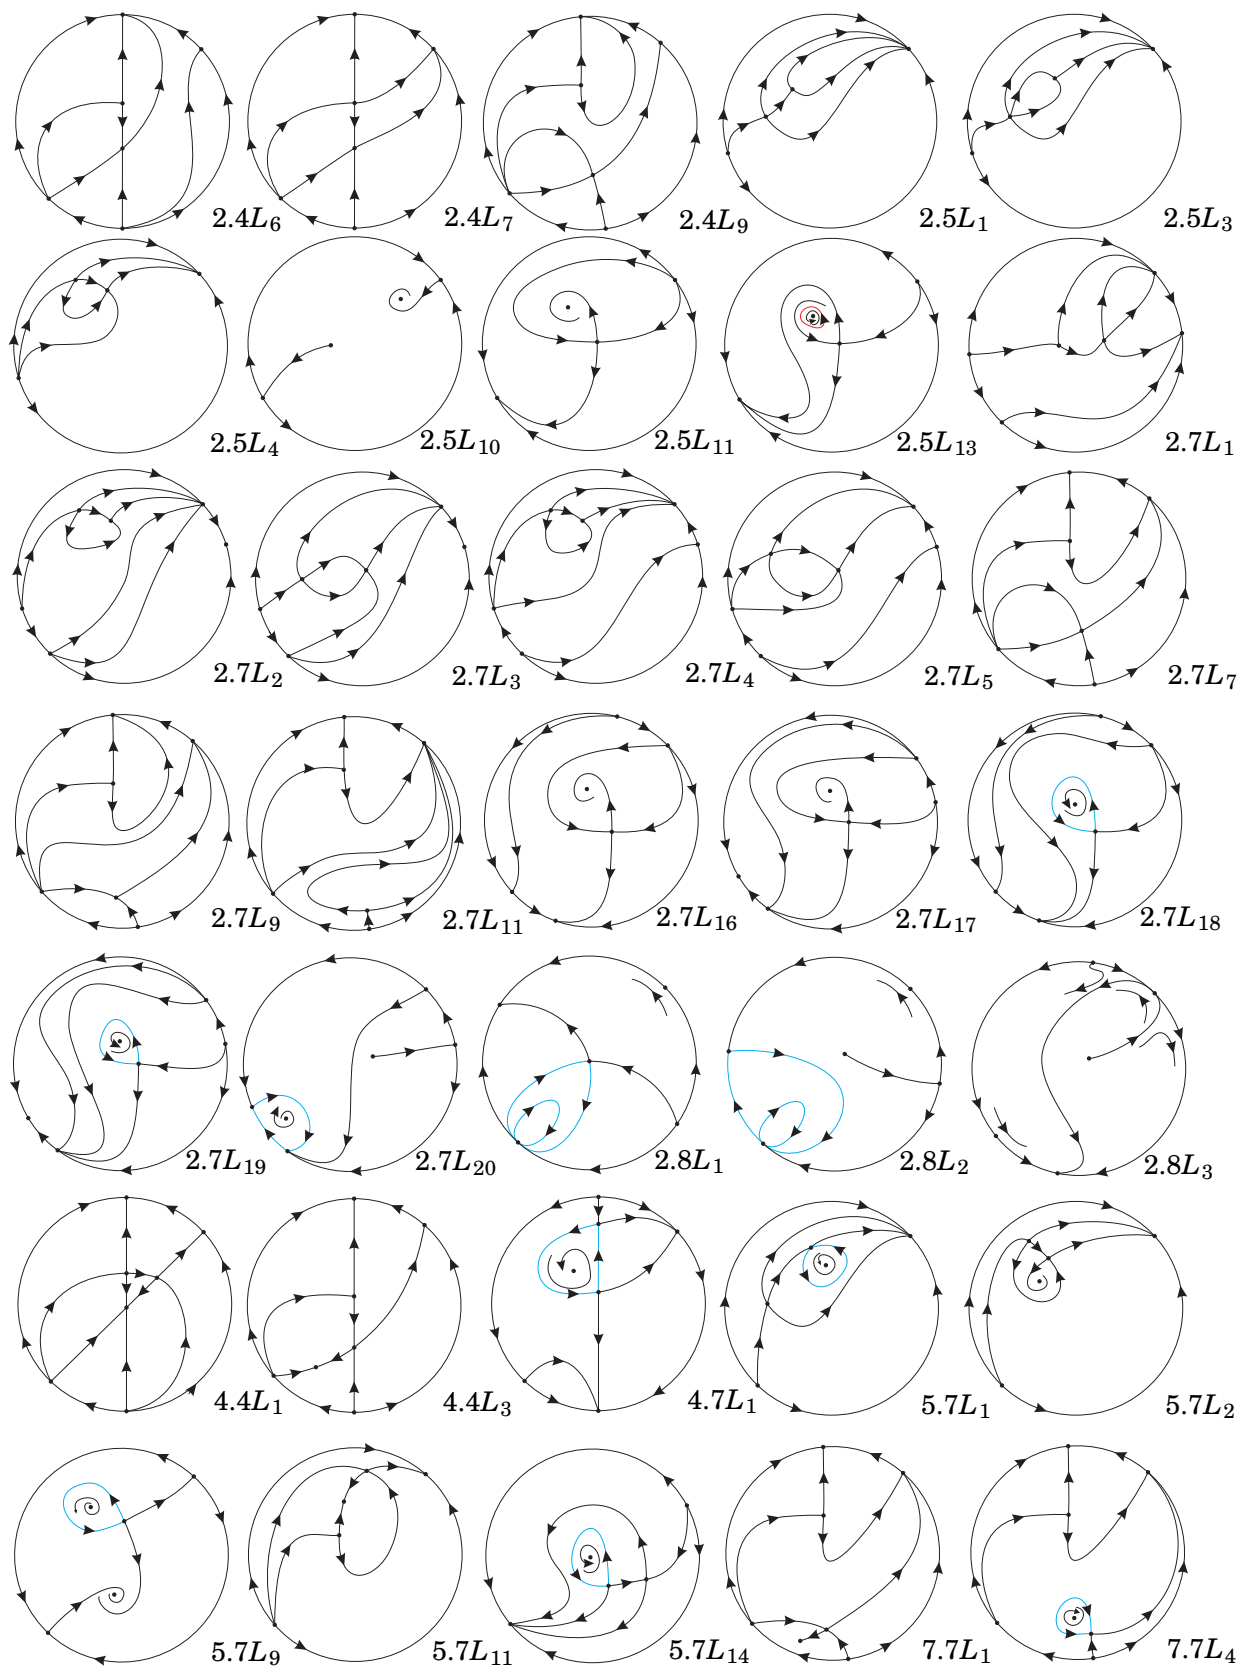 2.4L₆ 2.4L₇ 2.4L₉ 2.5L₁ 2.5L₃
2.5L₄ 2.5L₁₀ 2.5L₁₁ 2.5L₁₃ 2.7L₁
2.7L₂ 2.7L₃ 2.7L₄ 2.7L₅ 2.7L₇
2.7L₉ 2.7L₁₁ 2.7L₁₆ 2.7L₁₇ 2.7L₁₈
2.7L₁₉ 2.7L₂₀ 2.8L₁ 2.8L₂ 2.8L₃
4.4L₁ 4.4L₃ 4.7L₁ 5.7L₁ 5.7L₂
5.7L₉ 5.7L₁₁ 5.7L₁₄ 7.7L₁ 7.7L₄